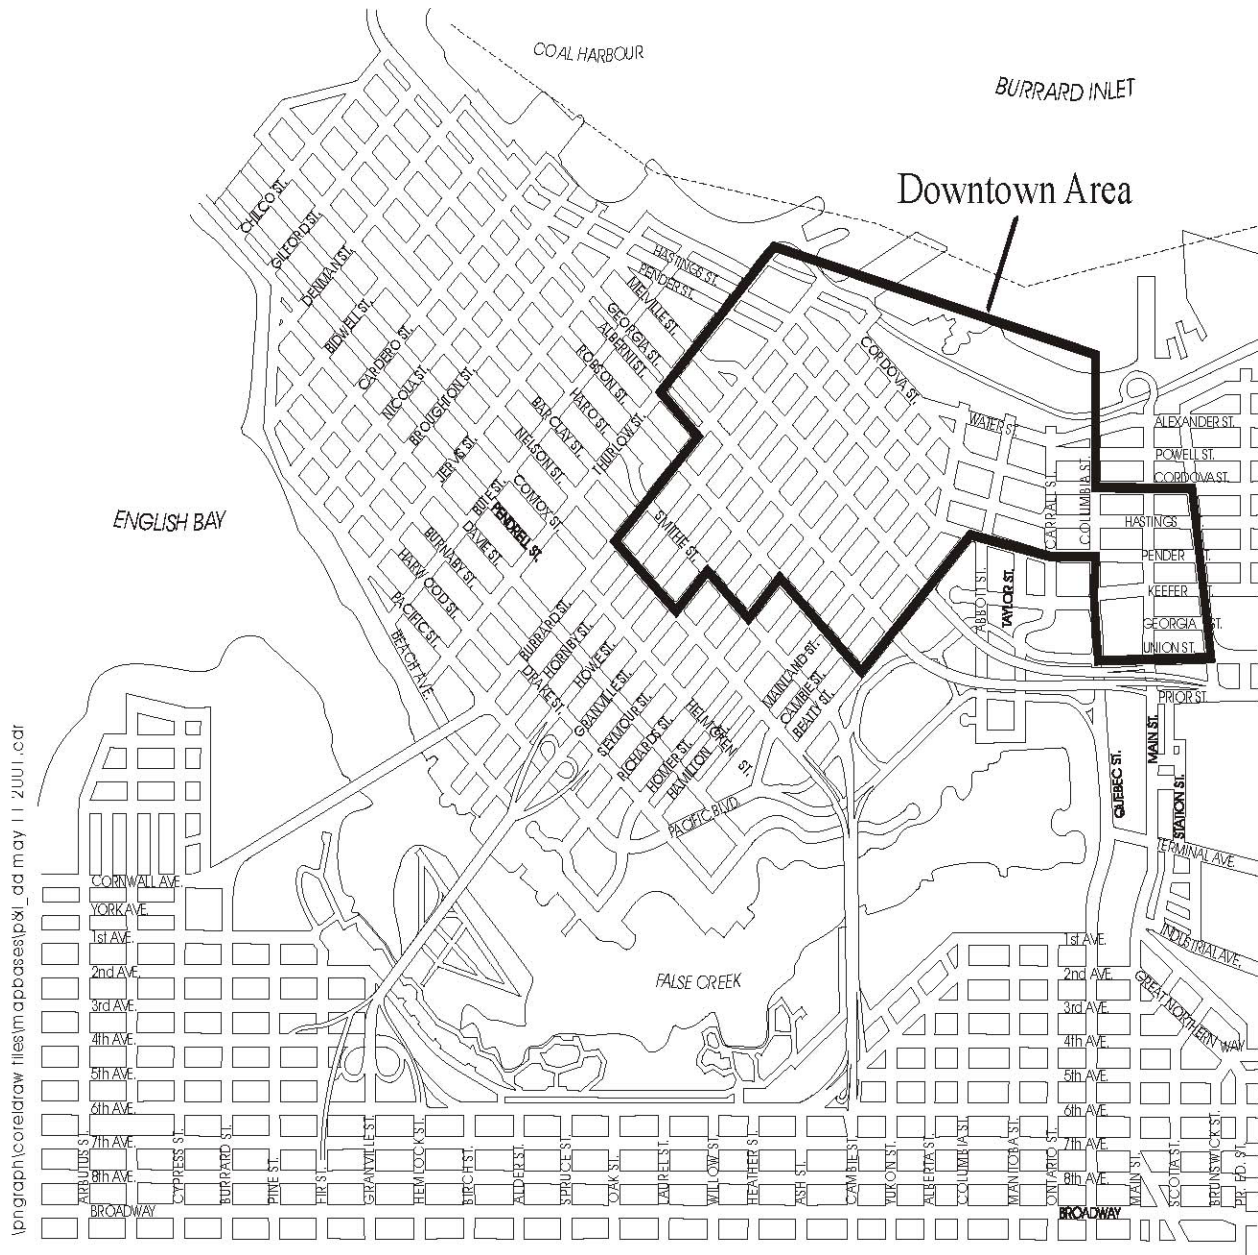 COAL HARBOUR
BURRARD INLET
Downtown Area
CHILCO ST.
GILFORD ST.
DENMAN ST.
BIDWELL ST.
CARDERO ST.
NICOLA ST.
BROUGHTON ST.
JERVIS ST.
BUTE ST.
THURLOW ST.
HASTINGS ST.
PENDER ST.
MELVILLE ST.
GEORGIA ST.
ALBERNI ST.
ROBSON ST.
HARO ST.
BARCLAY ST.
NELSON ST.
COMOX ST.
PENDRELL ST.
DAVIE ST.
BURNABY ST.
HARWOOD ST.
PACIFIC ST.
BEACH AVE.
SMITHE ST.
CORDOVA ST.
WATER ST.
CARRALL ST.
COLUMBIA ST.
ALEXANDER ST.
POWELL ST.
CORDOVA ST.
HASTINGS
PENDER ST.
KEEFER ST.
GEORGIA ST.
UNION ST.
PRIOR ST.
ABBOTT ST.
TAYLOR ST.
ENGLISH BAY
BURRARD ST.
HORNBY ST.
HOWE ST.
GRANVILLE ST.
SEYMOUR ST.
RICHARDS ST.
HOMER ST.
HAMILTON
HELMCKEN ST.
DRAKE ST.
MAINLAND ST.
CAMBIE ST.
BEATTY ST.
PACIFIC BLVD.
QUEBEC ST.
MAIN ST.
STATION ST.
TERMINAL AVE.
INDUSTRIAL AVE.
GREAT NORTHERN WAY
FALSE CREEK
CORNWALL AVE.
YORK AVE.
1st AVE.
2nd AVE.
3rd AVE.
4th AVE.
5th AVE.
6th AVE.
7th AVE.
8th AVE.
BROADWAY
1st AVE.
2nd AVE.
3rd AVE.
4th AVE.
5th AVE.
6th AVE.
7th AVE.
8th AVE.
BROADWAY
ARBUTUS ST.
CYPRESS ST.
BURRARD ST.
PINE ST.
FIR ST.
GRANVILLE ST.
HEMLOCK ST.
BIRCH ST.
ALDER ST.
SPRUCE ST.
OAK ST.
LAUREL ST.
WILLOW ST
HEATHER ST.
ASH ST.
CAMBIE ST.
YUKON ST.
ALBERTA ST.
COLUMBIA ST.
MANITOBA ST.
ONTARIO ST.
MAIN ST.
SCOTIA ST.
BRUNSWICK ST.
PR. ED. ST.